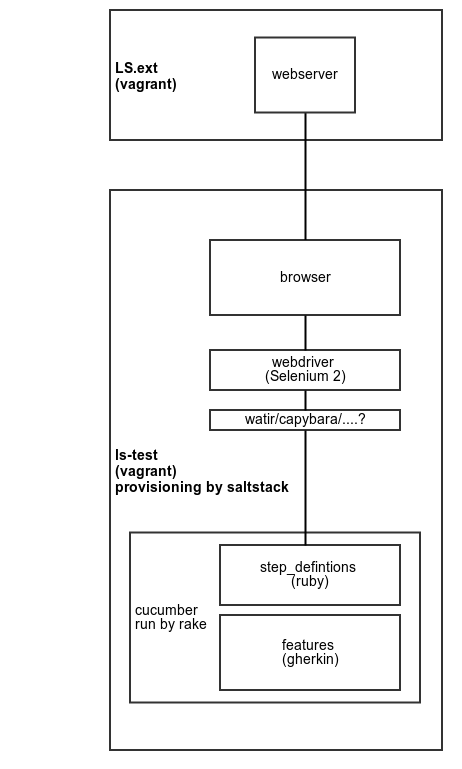 LS.ext
(vagrant)
webserver
browser
webdriver
(Selenium 2)
watir/capybara/....?
ls-test
(vagrant)
provisioning by saltstack
step_defintions
(ruby)
cucumber
run by rake
features
(gherkin)